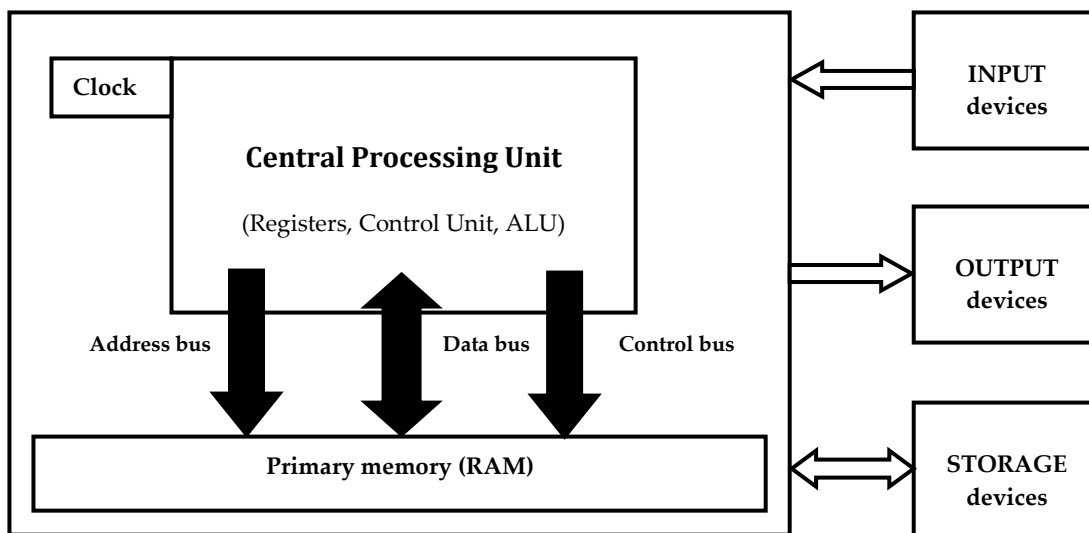 Clock
INPUT
devices
Central Processing Unit
(Registers, Control Unit, ALU)
OUTPUT
devices
Address bus
Data bus
Control bus
Primary memory (RAM)
STORAGE
devices